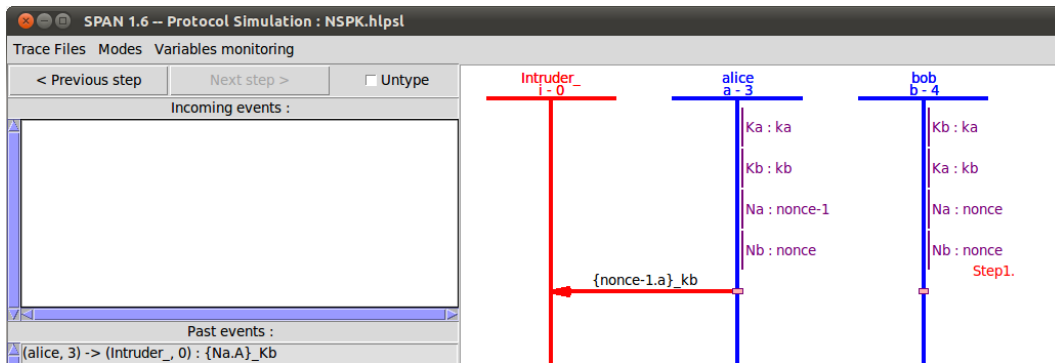 SPAN 1.6 -- Protocol Simulation : NSPK.hlpsl
Trace Files Modes Variables monitoring
< Previous step Next step > Untype
Incoming events :
Past events :
(alice, 3) -> (Intruder_, 0) : {Na.A}_Kb
Intruder_ alice bob
i - 0 a - 3 b - 4
Ka : ka Kb : ka
Kb : kb Ka : kb
Na : nonce-1 Na : nonce
Nb : nonce Nb : nonce
Step1.
{nonce-1.a}_kb